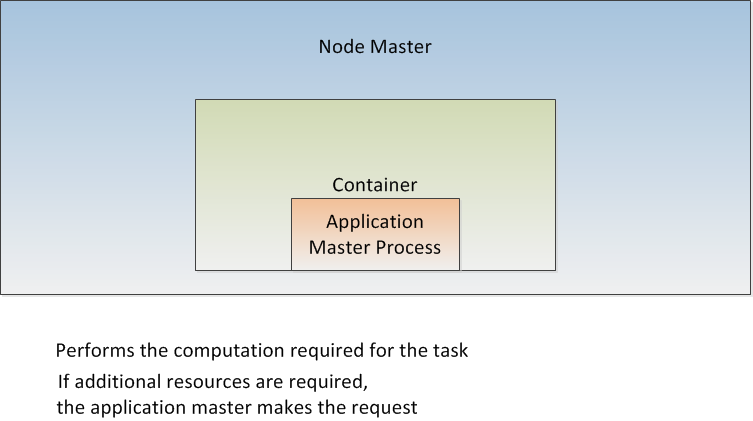 Node Master
Container
Application
Master Process
Performs the computation required for the task
If additional resources are required,
the application master makes the request